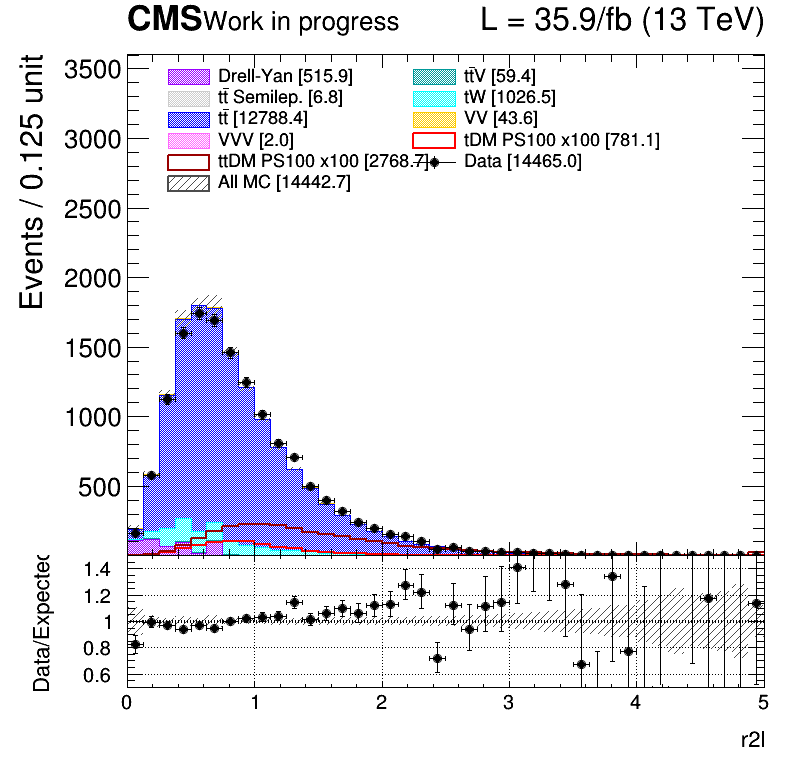 CMS Work in progress L = 35.9/fb (13 TeV)
Events / 0.125 unit
3500
3000
2500
2000
1500
1000
500
Drell-Yan [515.9] tt̄V [59.4]
tt̄ Semilep. [6.8] tW [1026.5]
tt̄ [12788.4] VV [43.6]
VVV [2.0] tDM PS100 x100 [781.1]
ttDM PS100 x100 [2768.7] Data [14465.0]
All MC [14442.7]
Data/Expected
1.4
1.2
1
0.8
0.6
0 1 2 3 4 5
r2l